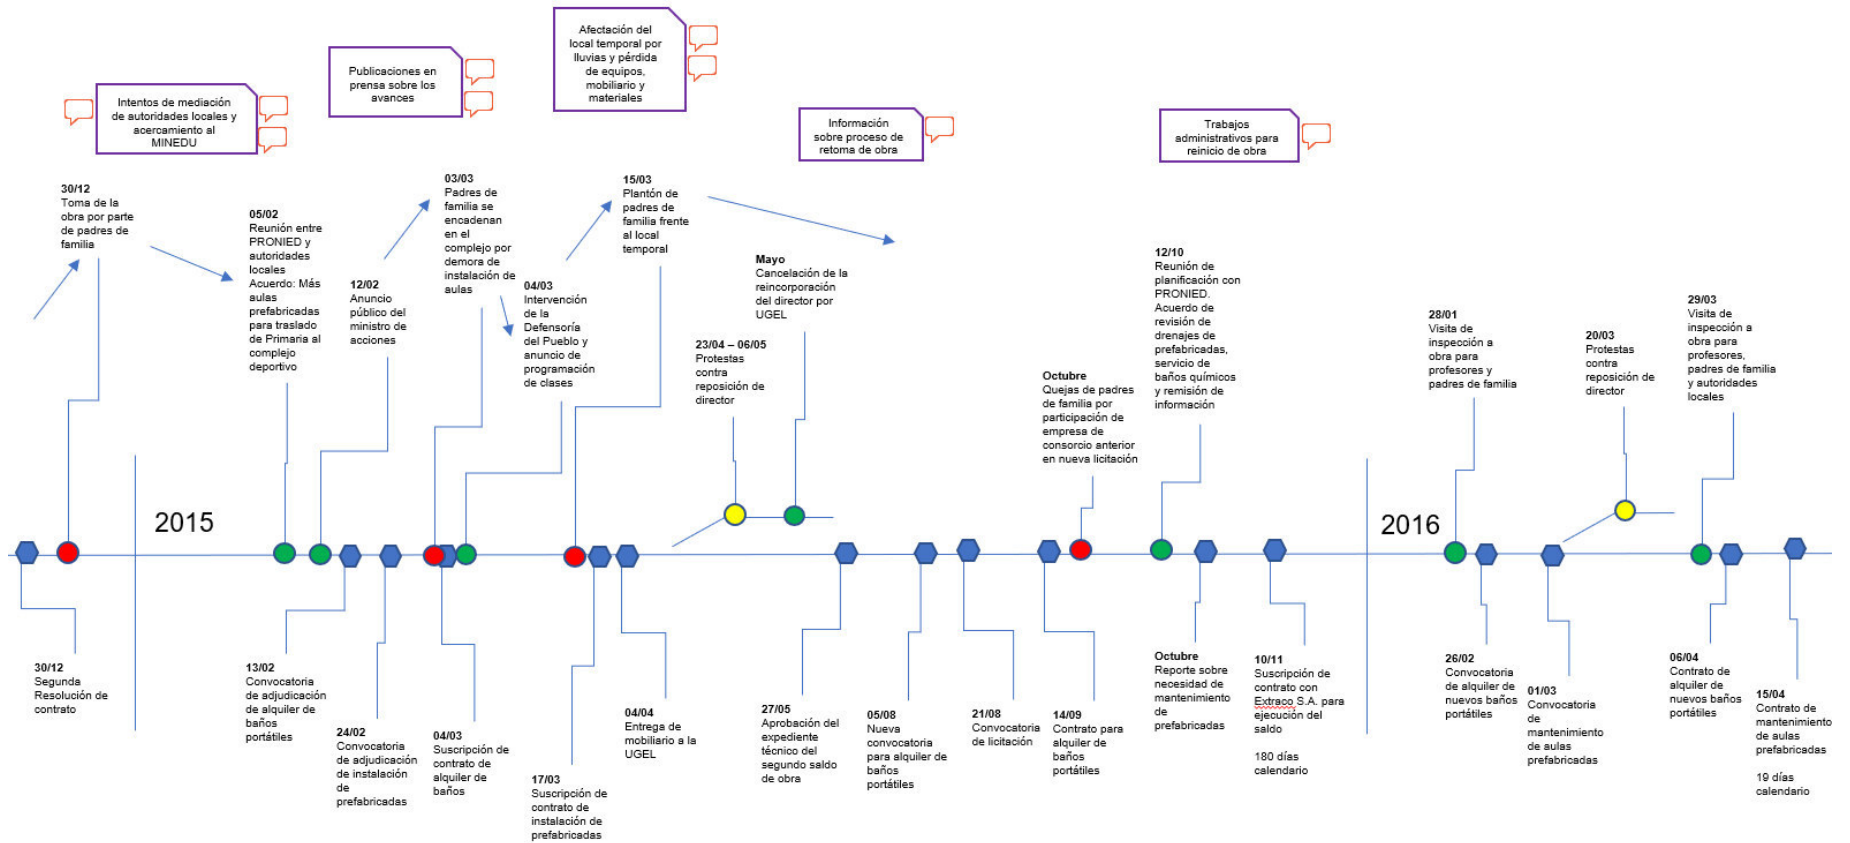 Intentos de mediación
de autoridades locales y
acercamiento al
MINEDU
Publicaciones en
prensa sobre los
avances
Afectación del
local temporal por
lluvias y pérdida
de equipos,
mobiliario y
materiales
Información
sobre proceso de
retoma de obra
Trabajos
administrativos para
reinicio de obra
30/12
Toma de la
obra por parte
de padres de
familia
05/02
Reunión entre
PRONIED y
autoridades
locales
Acuerdo: Más
aulas
prefabricadas
para traslado
de Primaria al
complejo
deportivo
12/02
Anuncio
público del
ministro de
acciones
03/03
Padres de
familia se
encadenan
en el
complejo por
demora de
instalación de
aulas
04/03
Intervención
de la
Defensoría
del Pueblo y
anuncio de
programación
de clases
15/03
Plantón de
padres de
familia frente
al local
temporal
23/04 – 06/05
Protestas
contra
reposición de
director
Mayo
Cancelación de la
reincorporación
del director por
UGEL
Octubre
Quejas de padres
de familia por
participación de
empresa de
consorcio anterior
en nueva licitación
12/10
Reunión de
planificación con
PRONIED.
Acuerdo de
revisión de
drenajes de
prefabricadas,
servicio de
baños químicos
y remisión de
información
28/01
Visita de
inspección a
obra para
profesores y
padres de familia
20/03
Protestas
contra
reposición de
director
29/03
Visita de
inspección a
obra para
profesores,
padres de familia
y autoridades
locales
2015
2016
30/12
Segunda
Resolución de
contrato
13/02
Convocatoria
de adjudicación
de alquiler de
baños
portátiles
24/02
Convocatoria
de adjudicación
de instalación
de
prefabricadas
04/03
Suscripción de
contrato de
alquiler de
baños
17/03
Suscripción de
contrato de
instalación de
prefabricadas
04/04
Entrega de
mobiliario a la
UGEL
27/05
Aprobación del
expediente
técnico del
segundo saldo
de obra
05/08
Nueva
convocatoria
para alquiler de
baños
portátiles
21/08
Convocatoria
de licitación
14/09
Contrato para
alquiler de
baños
portátiles
Octubre
Reporte sobre
necesidad de
mantenimiento
de
prefabricadas
10/11
Suscripción de
contrato con
Extraco S.A. para
ejecución del
saldo
180 días
calendario
26/02
Convocatoria
de alquiler de
nuevos baños
portátiles
01/03
Convocatoria
de
mantenimiento
de aulas
prefabricadas
06/04
Contrato de
alquiler de
nuevos baños
portátiles
15/04
Contrato de
mantenimiento
de aulas
prefabricadas
19 días
calendario